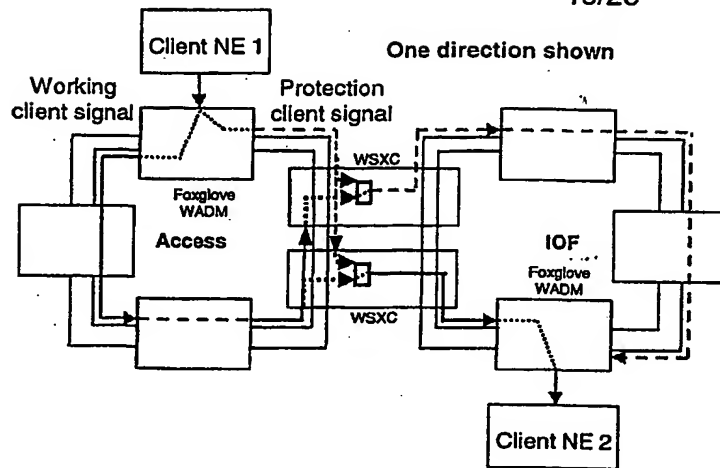 Client NE 1
One direction shown
Working
client signal
Protection
client signal
WSXC
Foxglove
WADM
Access
IOF
Foxglove
WADM
WSXC
Client NE 2